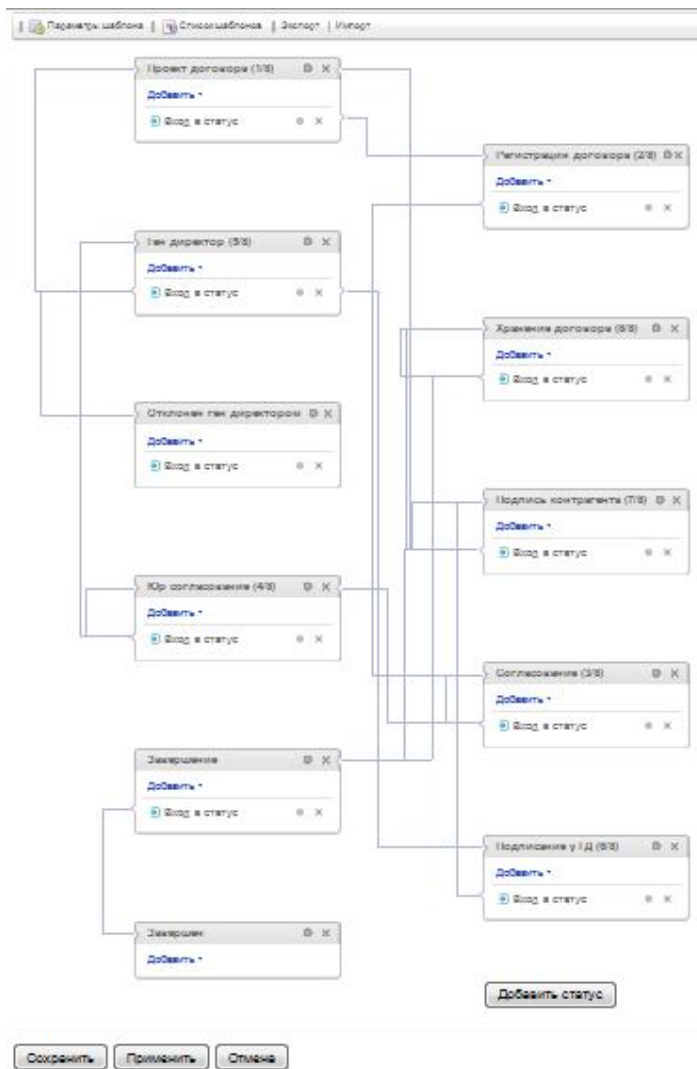 Параметры шаблона | Список шаблонов | Экспорт | Импорт
Проект договора (1/8)
Добавить
Вход в статус
Регистрация договора (2/8)
Добавить
Вход в статус
Ген директор (5/8)
Добавить
Вход в статус
Хранение договора (8/8)
Добавить
Вход в статус
Отклонен ген директором
Добавить
Вход в статус
Подпись контрагента (7/8)
Добавить
Вход в статус
Юр согласование (4/8)
Добавить
Вход в статус
Согласование (3/8)
Добавить
Вход в статус
Завершение
Добавить
Вход в статус
Подписание у ГД (6/8)
Добавить
Вход в статус
Завершен
Добавить
Добавить статус
Сохранить Применить Отмена